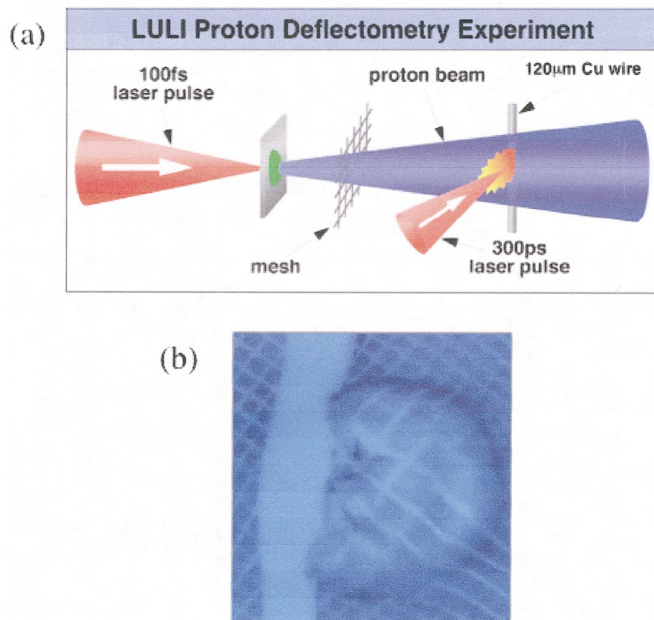 (a)
LULI Proton Deflectometry Experiment
100fs
laser pulse
proton beam
120μm Cu wire
mesh
300ps
laser pulse
(b)